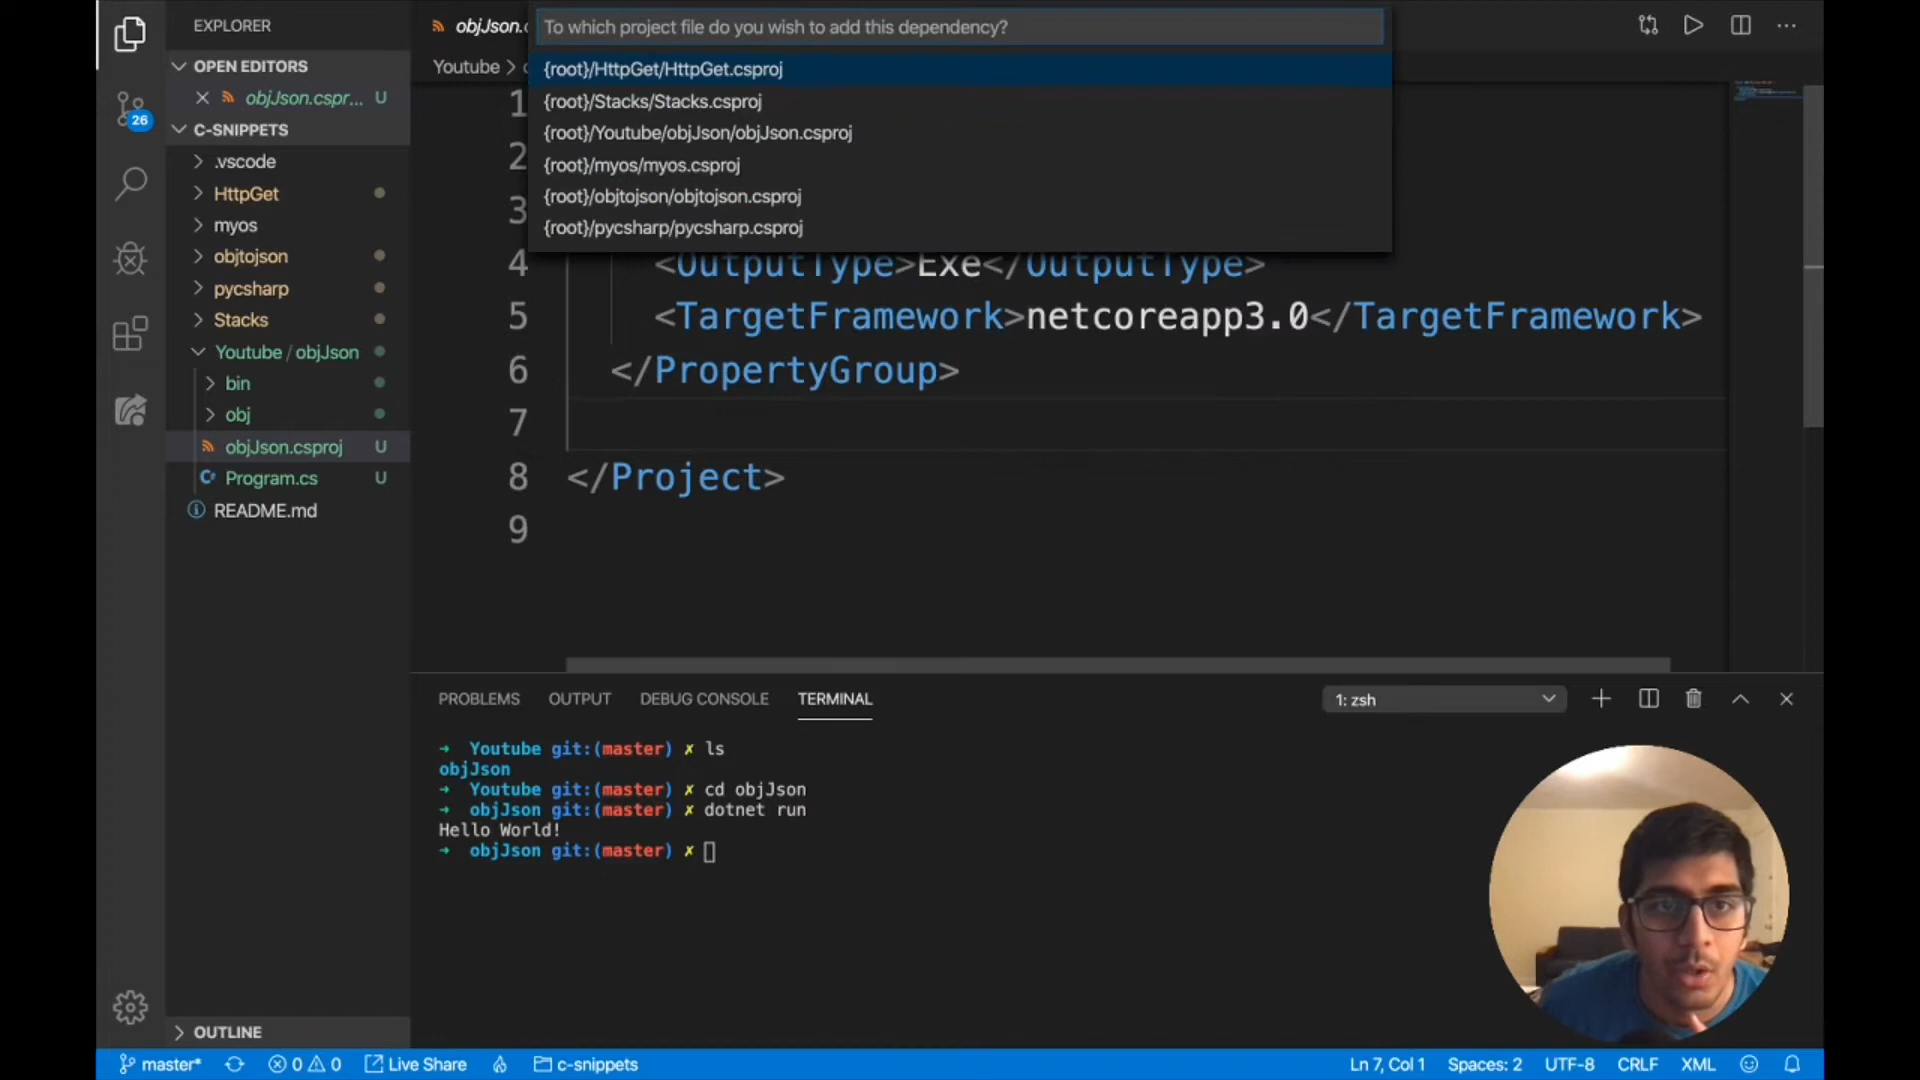 EXPLORER
OPEN EDITORS
objJson.cspr... U
C-SNIPPETS
.vscode
HttpGet
myos
objtojson
pycsharp
Stacks
Youtube / objJson
bin
obj
objJson.csproj U
Program.cs U
README.md
OUTLINE
26
objJson.c
Youtube >
To which project file do you wish to add this dependency?
{root}/HttpGet/HttpGet.csproj
{root}/Stacks/Stacks.csproj
{root}/Youtube/objJson/objJson.csproj
{root}/myos/myos.csproj
{root}/objtojson/objtojson.csproj
{root}/pycsharp/pycsharp.csproj
1
2
3
4 <OutputType>Exe</OutputType>
5 <TargetFramework>netcoreapp3.0</TargetFramework>
6 </PropertyGroup>
7
8 </Project>
9
PROBLEMS OUTPUT DEBUG CONSOLE TERMINAL 1: zsh
→ Youtube git:(master) ✗ ls
objJson
→ Youtube git:(master) ✗ cd objJson
→ objJson git:(master) ✗ dotnet run
Hello World!
→ objJson git:(master) ✗
master* 0 0 Live Share c-snippets Ln 7, Col 1 Spaces: 2 UTF-8 CRLF XML